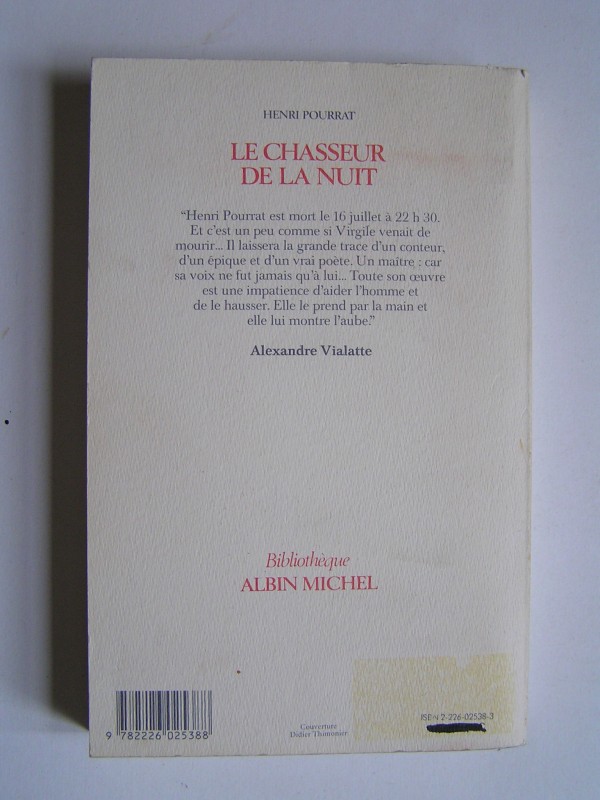 HENRI POURRAT
LE CHASSEUR
DE LA NUIT
“Henri Pourrat est mort le 16 juillet à 22 h 30.
Et c’est un peu comme si Virgile venait de
mourir... Il laissera la grande trace d’un conteur,
d’un épique et d’un vrai poète. Un maître : car
sa voix ne fut jamais qu’à lui... Toute son œuvre
est une impatience d’aider l’homme et
de le hausser. Elle le prend par la main et
elle lui montre l’aube.”
Alexandre Vialatte
Bibliothèque
ALBIN MICHEL
9 782226 025388
Couverture
Didier Thimonier
ISBN 2-226-02538-3